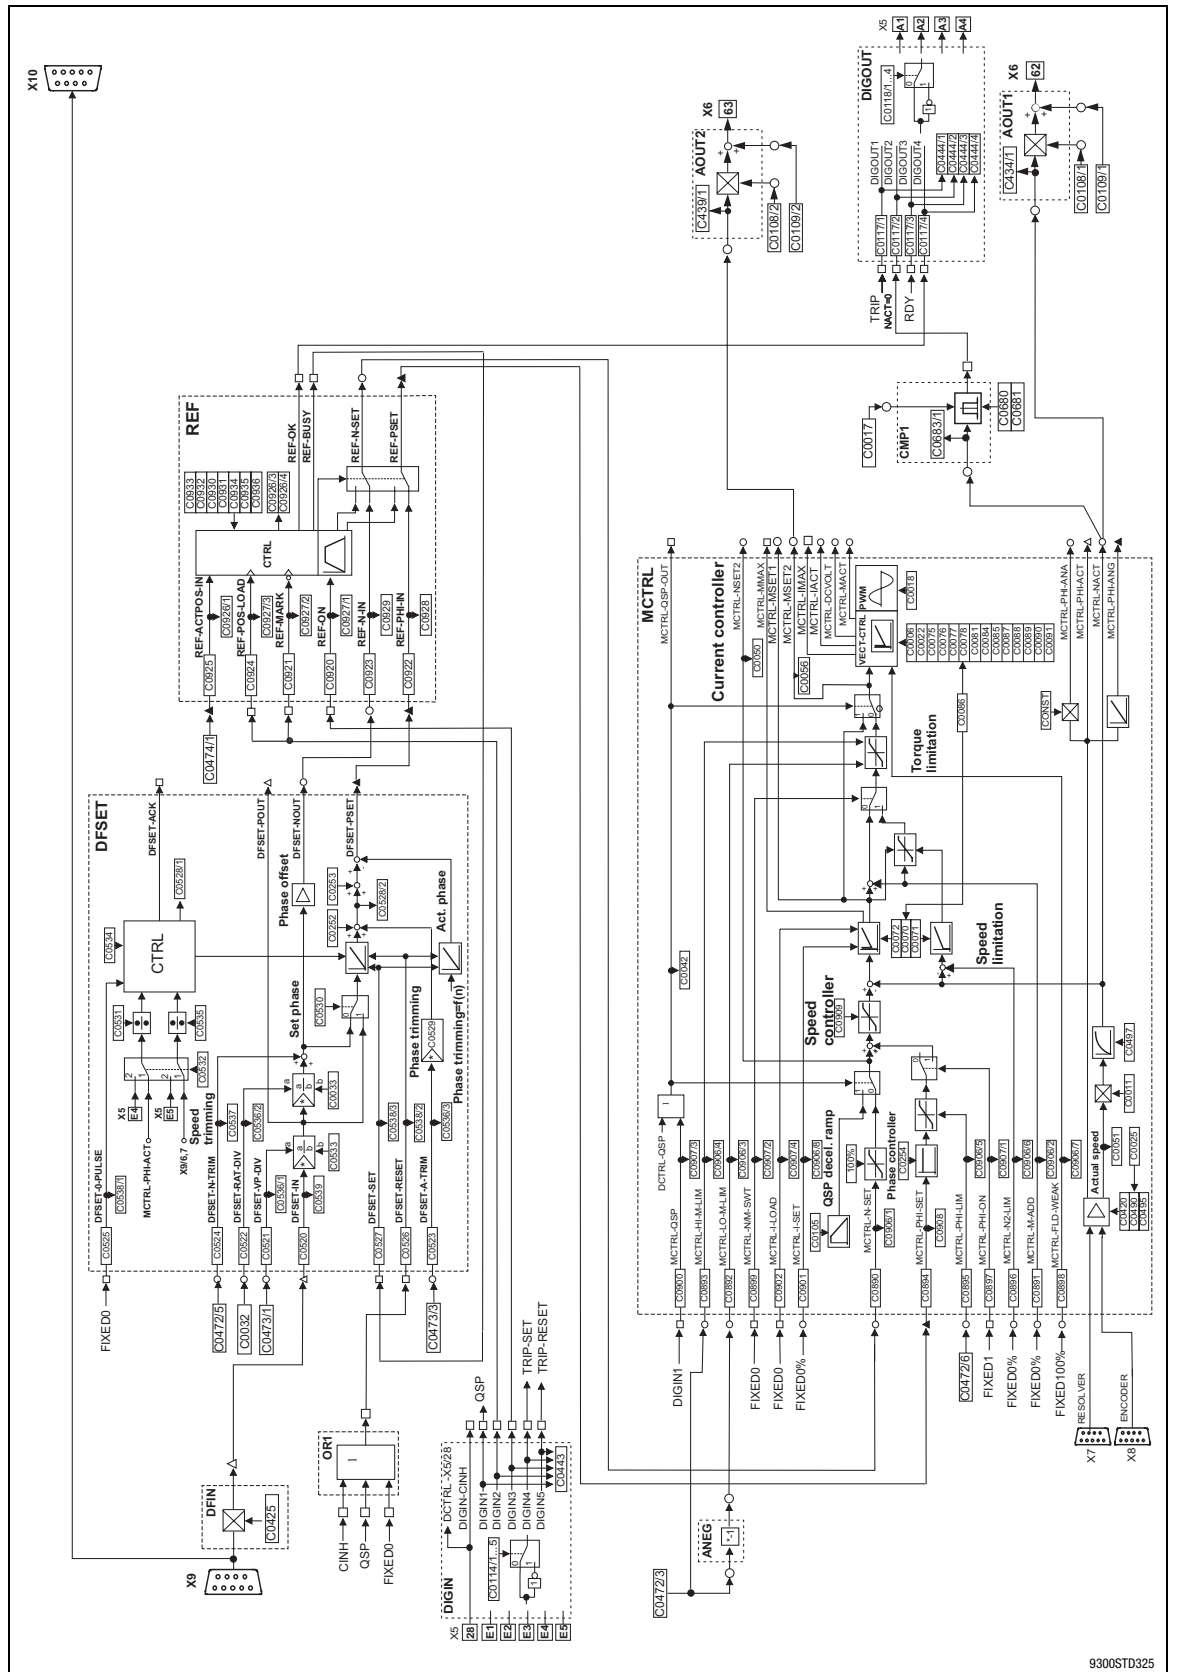 X9
DFIN
C0425
X10
OR1
1
CINH
QSP
FIXED0
DIGIN
X5
28
E1
E2
E3
E4
E5
C0114/1...5
0
1
1
DCTRL -X5/28
DIGIN-CINH
DIGIN1
DIGIN2
DIGIN3
DIGIN4
DIGIN5
C0443
QSP
TRIP-SET
TRIP-RESET
DFSET
FIXED0
C0472/5
C0032
C0473/1
C0473/3
C0525
C0524
C0522
C0521
C0520
C0527
C0526
C0523
DFSET-0-PULSE
C0538/1
MCTRL-PHI-ACT
X9/6,7
X5
E4
X5
E5
2
1
2
1
C0532
C0531
C0535
C0534
CTRL
C0528/1
DFSET-ACK
Speed
trimming
DFSET-N-TRIM
C0537
DFSET-RAT-DIV
C0536/2
DFSET-VP-DIV
C0536/1
DFSET-IN
C0539
C0533
C0033
a
b
a
b
Set phase
C0530
0
1
DFSET-SET
C0538/3
DFSET-RESET
C0538/2
DFSET-A-TRIM
C0536/3
Phase trimming
C0529
Phase trimming=f(n)
Act. phase
Phase offset
C0252
C0253
C0528/2
DFSET-POUT
DFSET-NOUT
DFSET-PSET
REF
C0474/1
C0925
C0924
C0921
C0920
C0923
C0922
REF-ACTPOS-IN
C0926/1
REF-POS-LOAD
C0927/3
REF-MARK
C0927/2
REF-ON
C0927/1
REF-N-IN
C0929
REF-PHI-IN
C0928
CTRL
C0933
C0932
C0930
C0931
C0934
C0935
C0936
C0926/3
C0926/4
REF-OK
REF-BUSY
REF-N-SET
REF-PSET
C0472/3
ANEG
*-1
MCTRL
DIGIN1
FIXED0
FIXED0
FIXED0%
C0472/6
FIXED1
FIXED0%
FIXED0%
FIXED100%
RESOLVER
X7
ENCODER
X8
C0900
C0893
C0892
C0899
C0902
C0901
C0890
C0894
C0895
C0897
C0896
C0891
C0898
DCTRL-QSP
MCTRL-QSP
C0907/3
MCTRL-HI-M-LIM
C0906/4
MCTRL-LO-M-LIM
C0906/3
MCTRL-N/M-SWT
C0907/2
MCTRL-I-LOAD
C0907/4
MCTRL-I-SET
C0906/8
C0105
QSP decel. ramp
100%
MCTRL-N-SET
C0906/1
Phase controller
C0254
MCTRL-PHI-SET
C0908
MCTRL-PHI-LIM
C0906/5
MCTRL-PHI-ON
C0907/1
MCTRL-N2-LIM
C0906/6
MCTRL-M-ADD
C0906/2
MCTRL-FLD-WEAK
C0906/7
Actual speed
C0051
C0025
C0420
C0490
C0495
C0011
C0497
C0042
Speed
controller
C0909
C0072
C0070
C0071
Speed
limitation
Torque
limitation
C0086
Current controller
C0050
C0056
VECT-CTRL
PWM
C0018
C0006
C0022
C0075
C0076
C0077
C0078
C0081
C0084
C0085
C0087
C0088
C0089
C0090
C0091
CONST
MCTRL-QSP-OUT
MCTRL-NSET2
MCTRL-MMAX
MCTRL-MSET1
MCTRL-MSET2
MCTRL-IMAX
MCTRL-IACT
MCTRL-DCVOLT
MCTRL-MACT
MCTRL-PHI-ANA
MCTRL-PHI-ACT
MCTRL-NACT
MCTRL-PHI-ANG
C0017
CMP1
C0683/1
C0680
C0681
AOUT2
X6
63
C439/1
C0108/2
C0109/2
DIGOUT
TRIP
NACT=0
RDY
C0117/1
C0117/2
C0117/3
C0117/4
DIGOUT1
DIGOUT2
DIGOUT3
DIGOUT4
C0444/1
C0444/2
C0444/3
C0444/4
C0118/1...4
0
1
1
X5
A1
A2
A3
A4
AOUT1
X6
62
C434/1
C0108/1
C0109/1
9300STD325